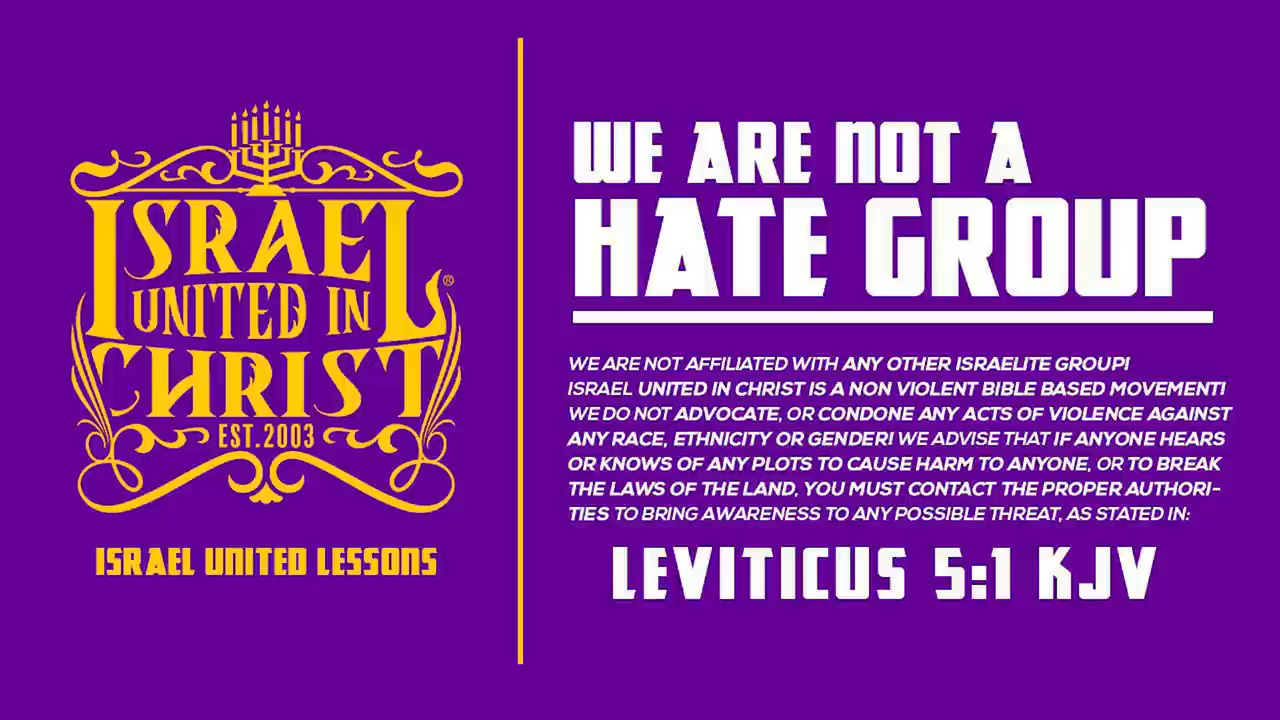 ISRAEL
UNITED IN
CHRIST
®
EST. 2003
ISRAEL UNITED LESSONS
WE ARE NOT A
HATE GROUP
WE ARE NOT AFFILIATED WITH ANY OTHER ISRAELITE GROUP!
ISRAEL UNITED IN CHRIST IS A NON VIOLENT BIBLE BASED MOVEMENT!
WE DO NOT ADVOCATE, OR CONDONE ANY ACTS OF VIOLENCE AGAINST
ANY RACE, ETHNICITY OR GENDER! WE ADVISE THAT IF ANYONE HEARS
OR KNOWS OF ANY PLOTS TO CAUSE HARM TO ANYONE, OR TO BREAK
THE LAWS OF THE LAND, YOU MUST CONTACT THE PROPER AUTHORI-
TIES TO BRING AWARENESS TO ANY POSSIBLE THREAT, AS STATED IN:
LEVITICUS 5:1 KJV